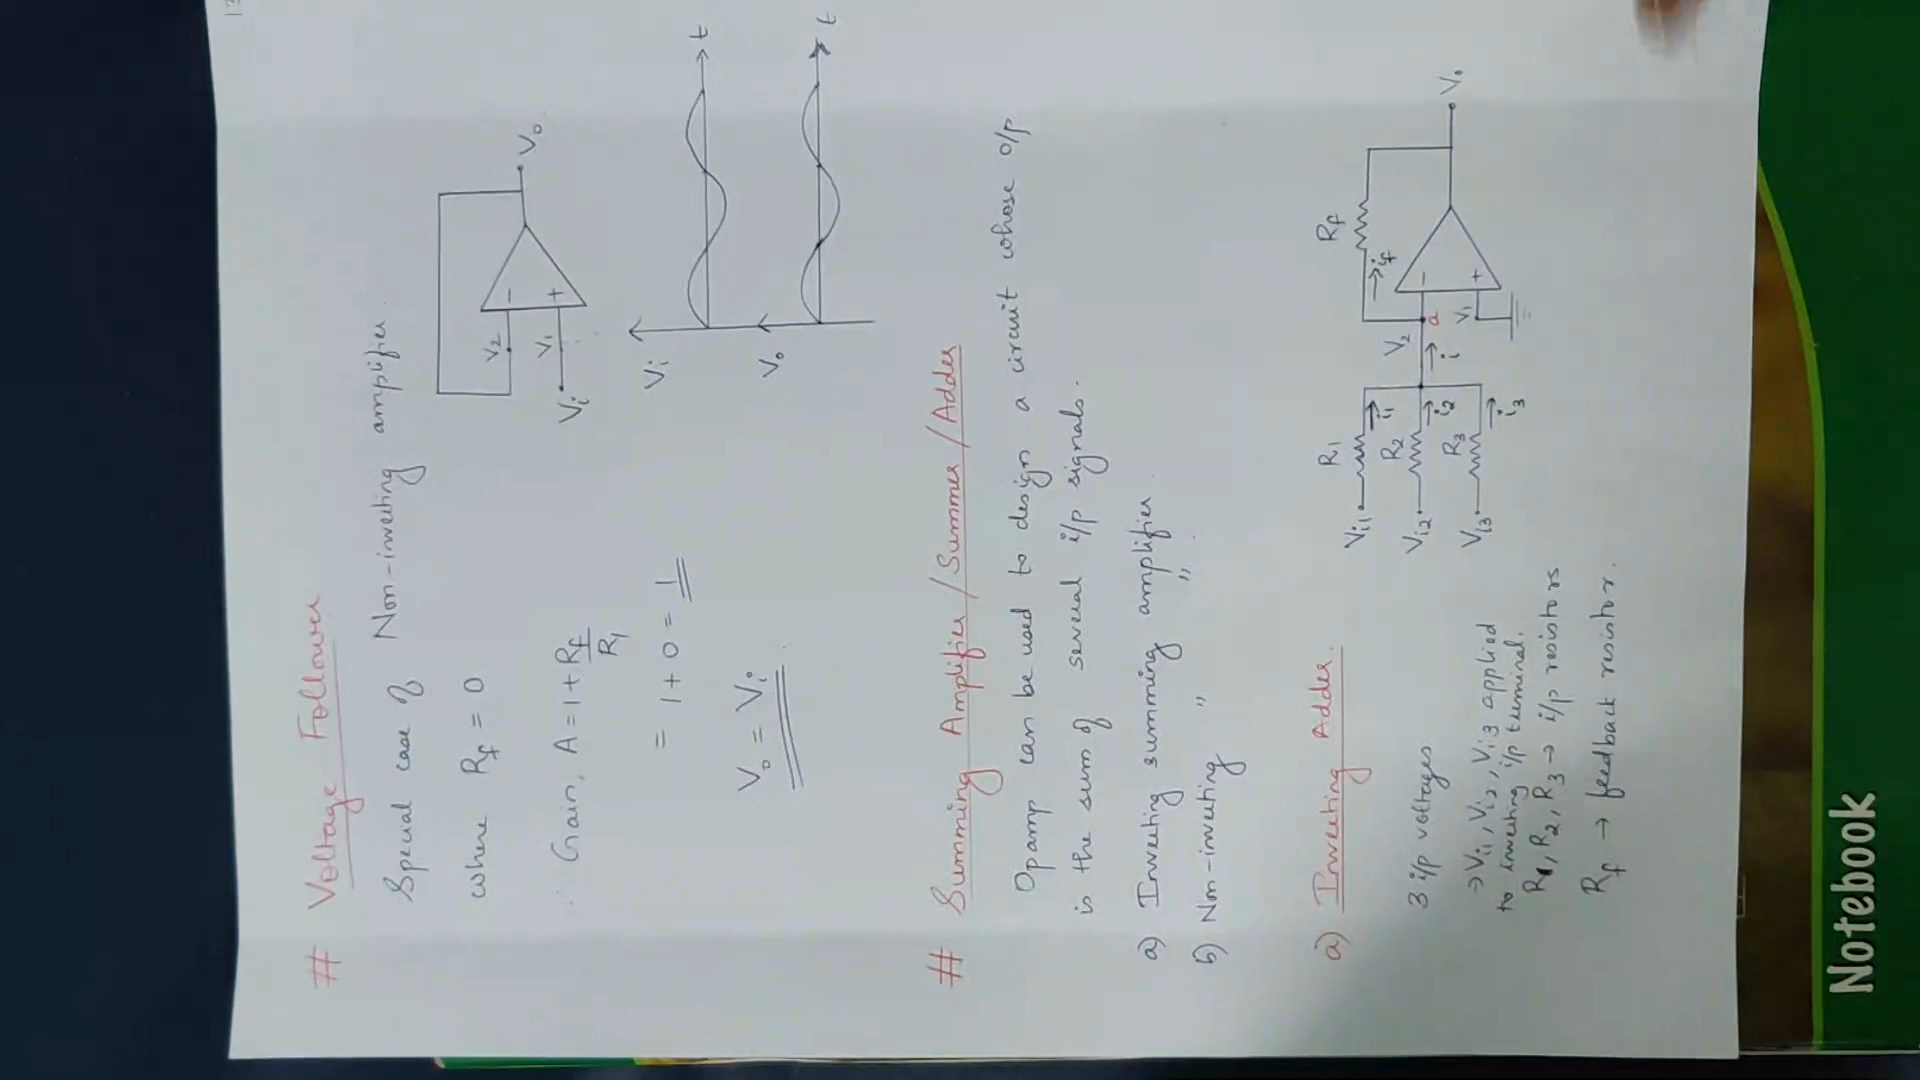 # Voltage Follower
Special case of Non-inverting amplifier
where Rf = 0
∴ Gain, A = 1 + Rf/R1
= 1 + 0 = 1
Vo = Vi
V2
V1
Vi
Vo
−
+
Vi
t
Vo
t
# Summing Amplifier / Summer / Adder
Opamp can be used to design a circuit whose o/p
is the sum of several i/p signals.
a) Inverting summing amplifier
b) Non-inverting " "
a) Inverting Adder.
3 i/p voltages
→ Vi1, Vi2, Vi3 applied
to inverting i/p terminal.
R1, R2, R3 → i/p resistors
Rf → feedback resistor.
Vi1
R1
i1
Vi2
R2
i2
Vi3
R3
i3
V2
i
a
V1
Rf
if
−
+
Vo
Notebook